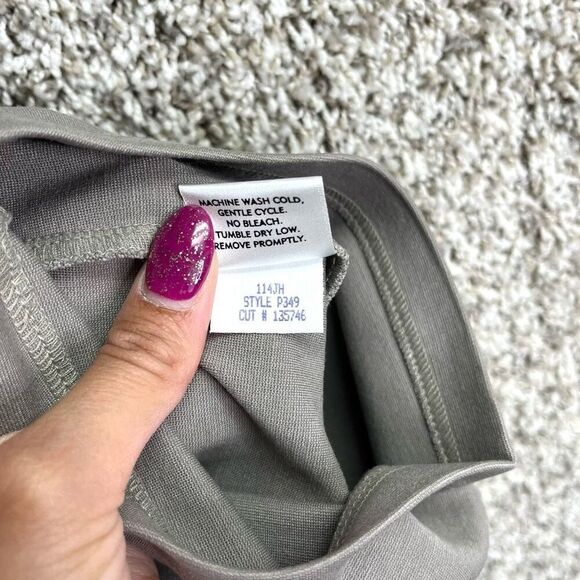 MACHINE WASH COLD,
GENTLE CYCLE.
NO BLEACH.
TUMBLE DRY LOW.
REMOVE PROMPTLY.
114JH
STYLE P349
CUT # 135746